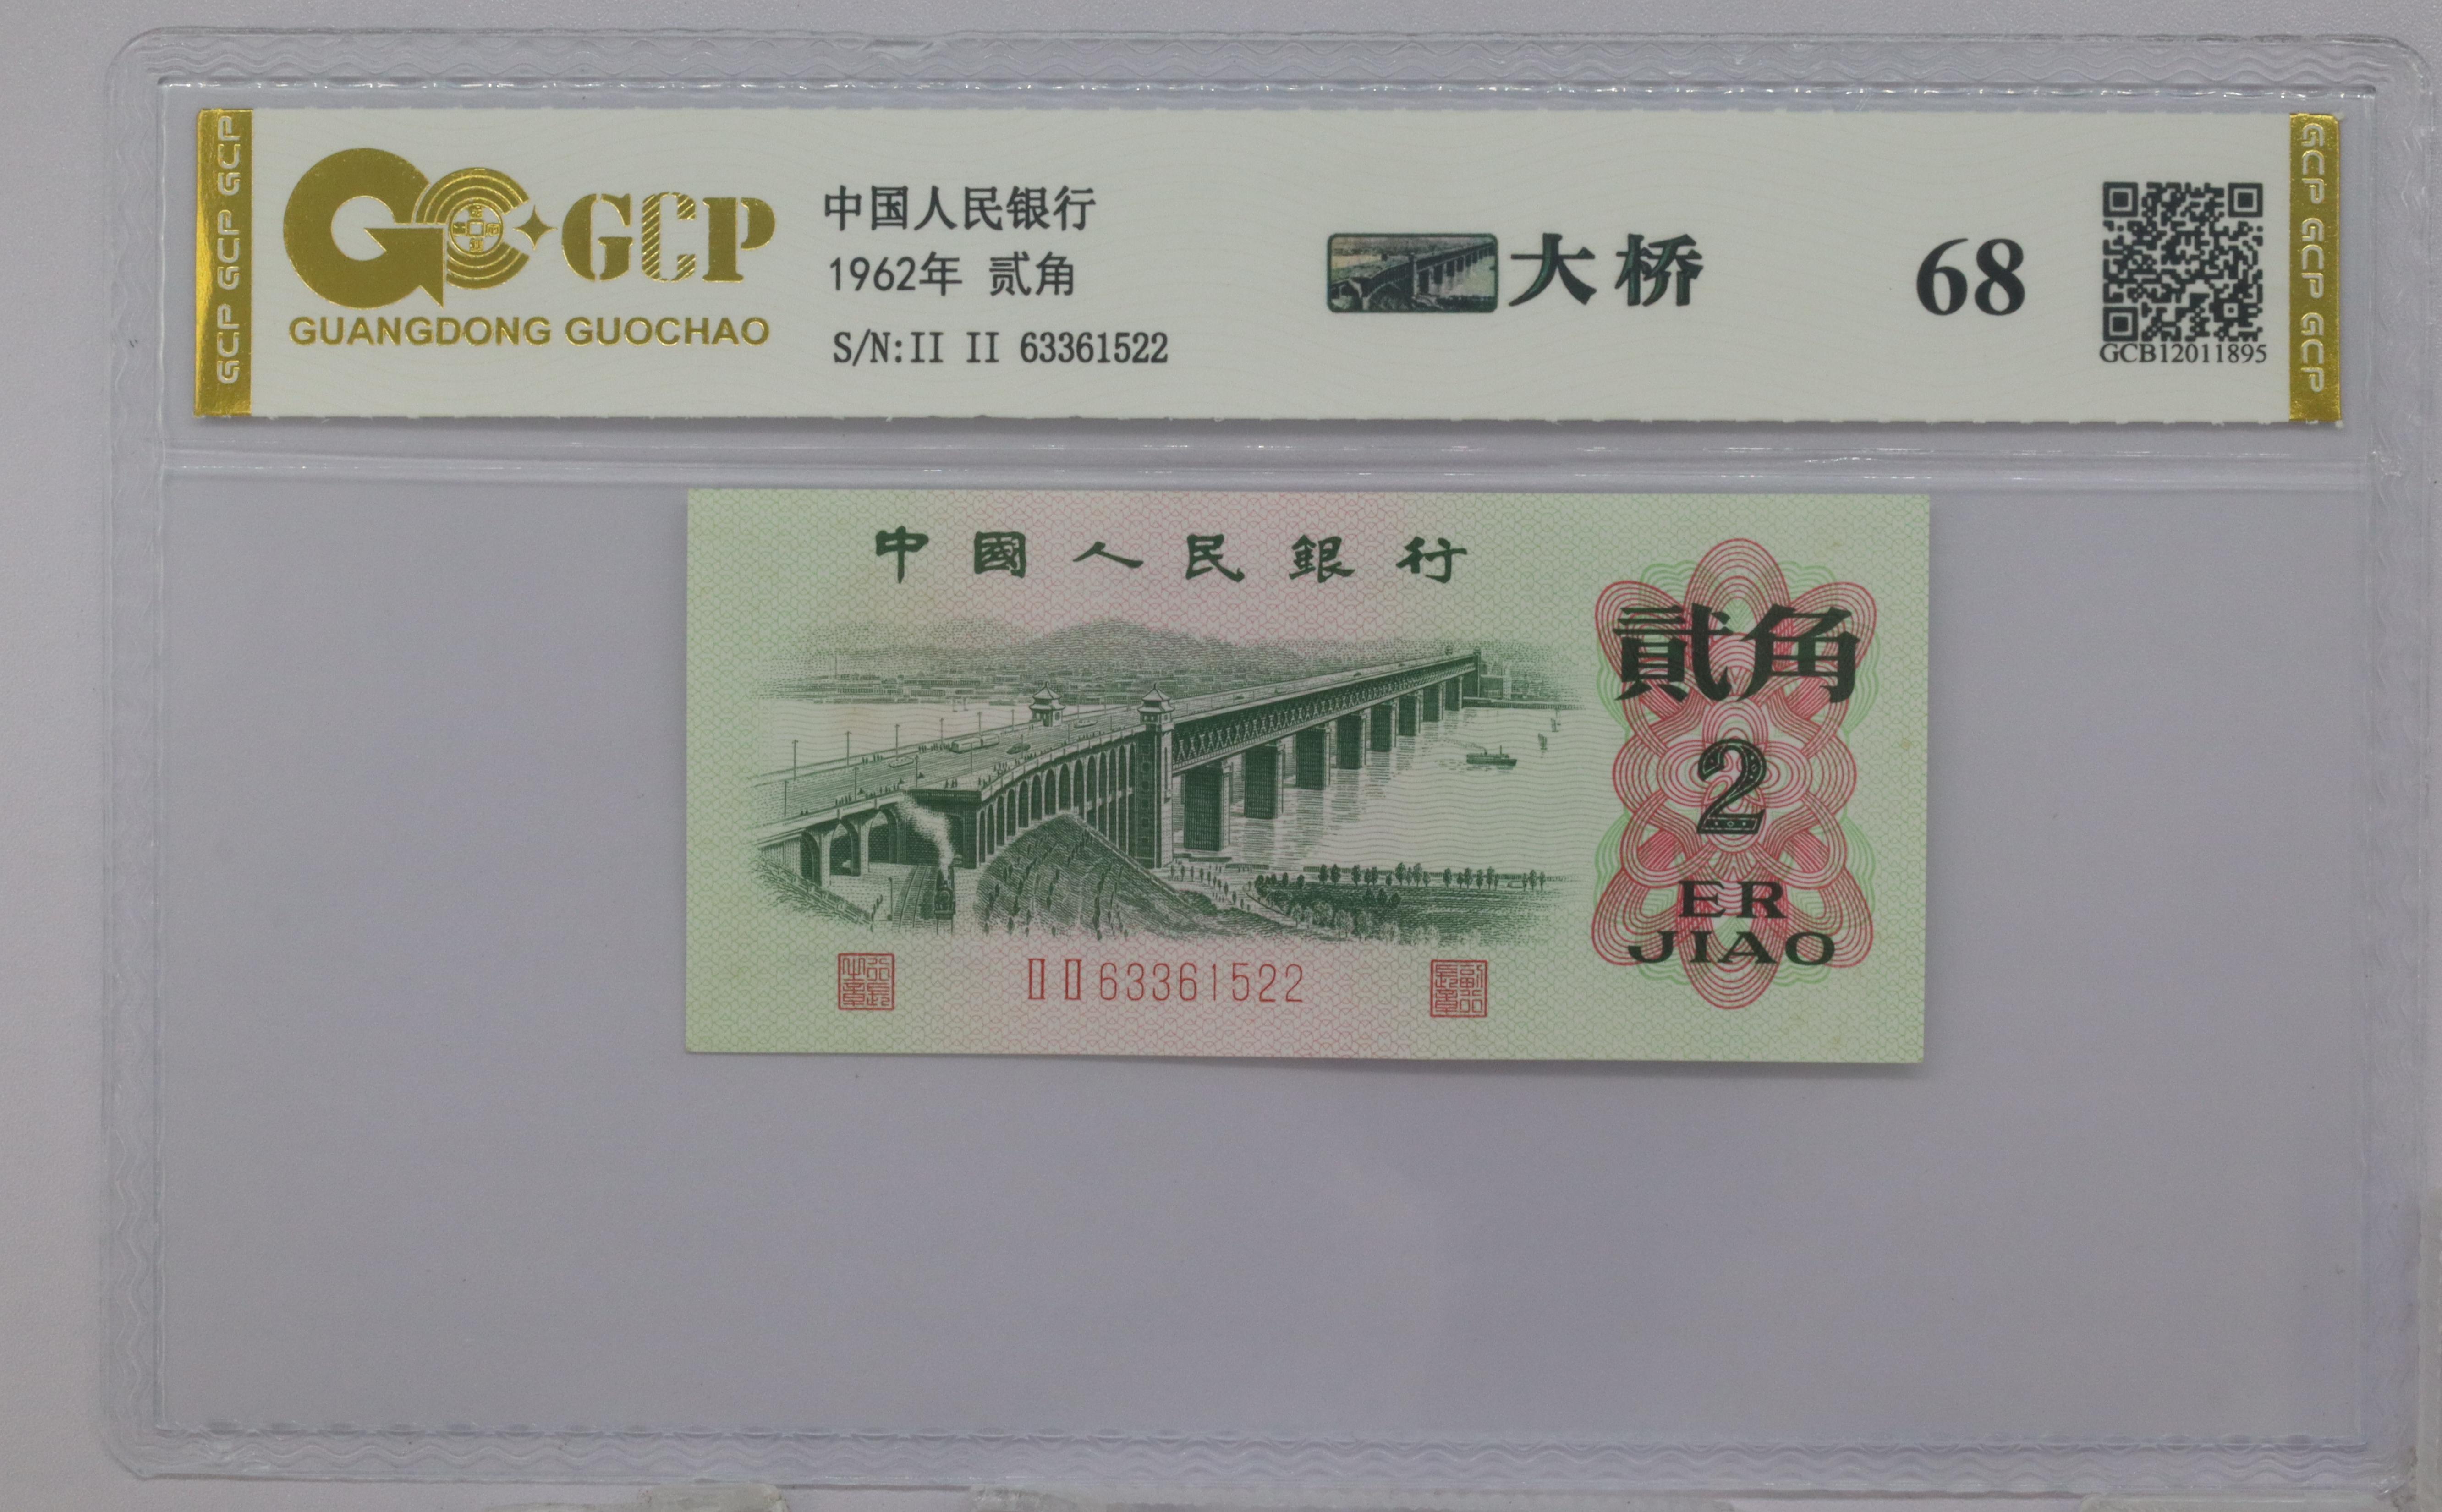 GCP GCP GCP
GCP
GUANGDONG GUOCHAO
中国人民银行
1962年 贰角
S/N:II II 63361522
大桥
68
GCB12011895
GCP GCP GCP
中國人民銀行
貳角
2
ER
JIAO
II II 63361522